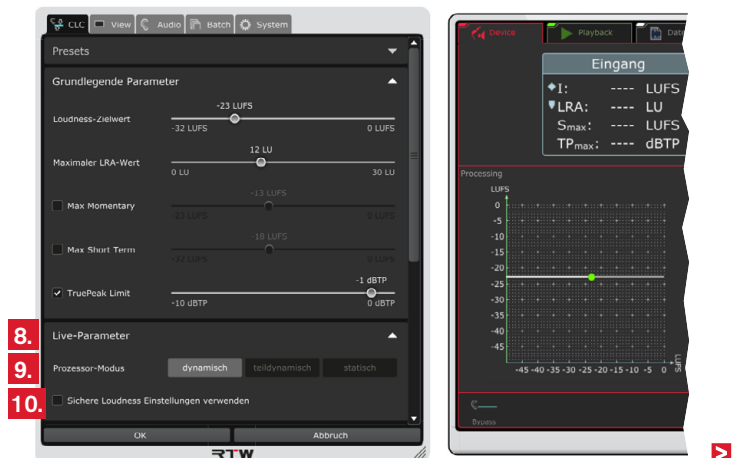 CLC View Audio Batch System
Presets
Grundlegende Parameter
-23 LUFS
Loudness-Zielwert
-32 LUFS 0 LUFS
12 LU
Maximaler LRA-Wert
0 LU 30 LU
-13 LUFS
Max Momentary
-23 LUFS 0 LUFS
-18 LUFS
Max Short Term
-32 LUFS 0 LUFS
-1 dBTP
TruePeak Limit
-10 dBTP 0 dBTP
8. Live-Parameter
9. Prozessor-Modus dynamisch teildynamisch statisch
10. Sichere Loudness Einstellungen verwenden
OK Abbruch
RTW
Device Playback
Eingang
I: ---- LUFS
LRA: ---- LU
Smax: ---- LUFS
TPmax: ---- dBTP
Processing
LUFS
0
-5
-10
-15
-20
-25
-30
-35
-40
-45
-45 -40 -35 -30 -25 -20 -15 -10 -5 0
LUFS
Bypass